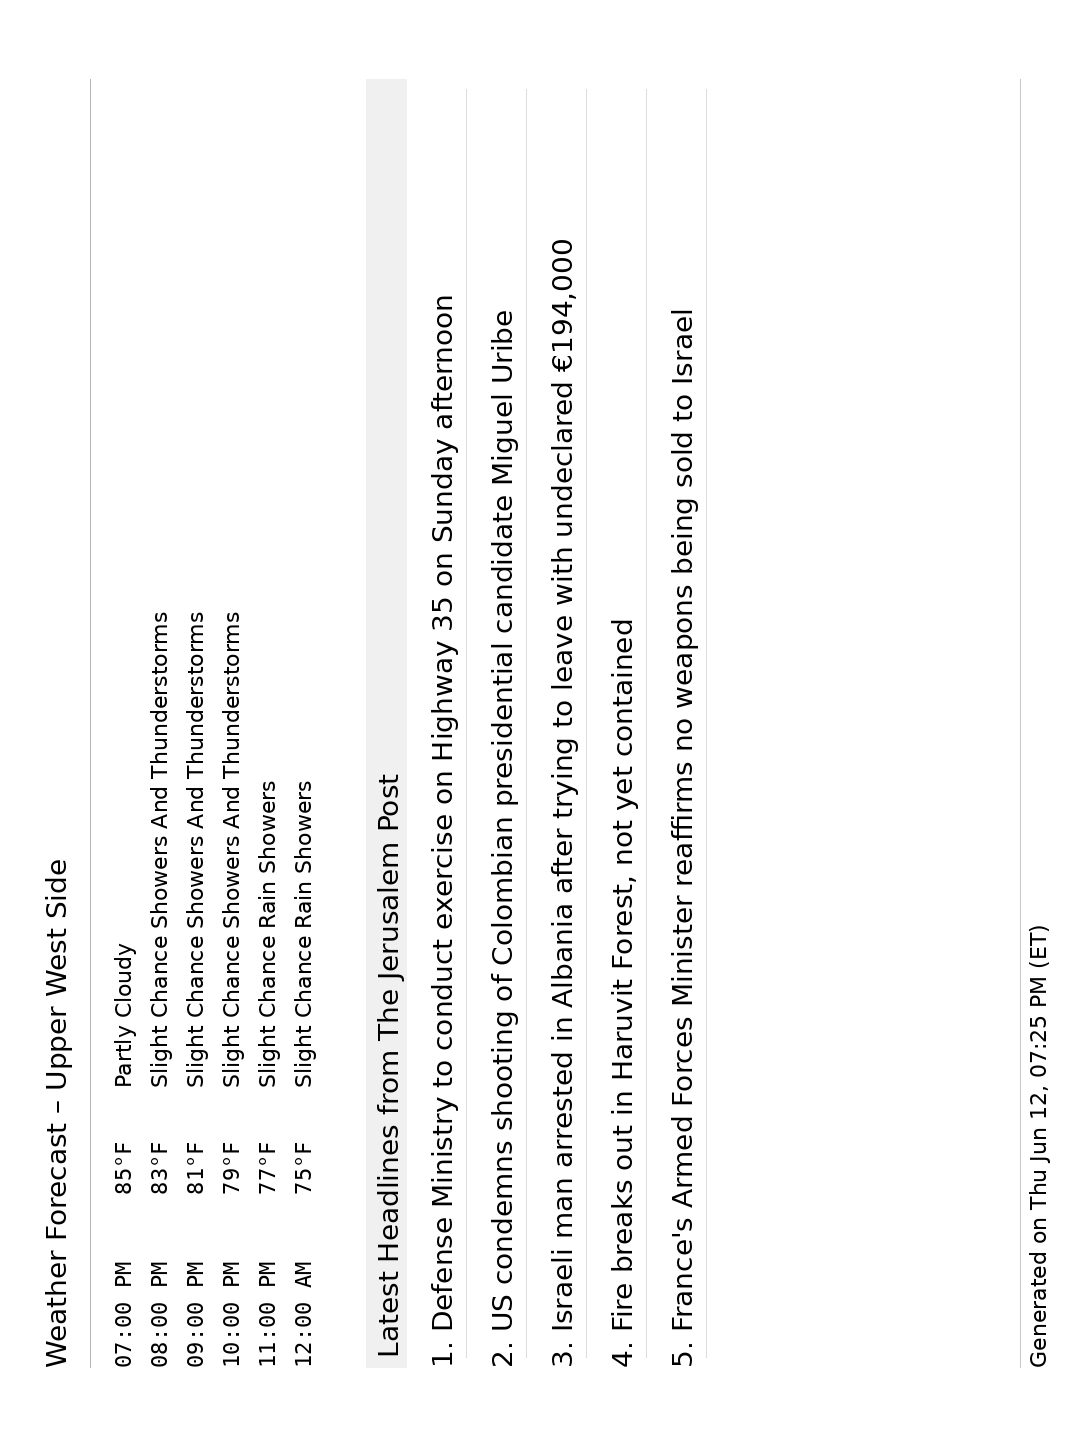 Weather Forecast – Upper West Side
07:00 PM 85°F Partly Cloudy
08:00 PM 83°F Slight Chance Showers And Thunderstorms
09:00 PM 81°F Slight Chance Showers And Thunderstorms
10:00 PM 79°F Slight Chance Showers And Thunderstorms
11:00 PM 77°F Slight Chance Rain Showers
12:00 AM 75°F Slight Chance Rain Showers
Latest Headlines from The Jerusalem Post
1. Defense Ministry to conduct exercise on Highway 35 on Sunday afternoon
2. US condemns shooting of Colombian presidential candidate Miguel Uribe
3. Israeli man arrested in Albania after trying to leave with undeclared €194,000
4. Fire breaks out in Haruvit Forest, not yet contained
5. France's Armed Forces Minister reaffirms no weapons being sold to Israel
Generated on Thu Jun 12, 07:25 PM (ET)